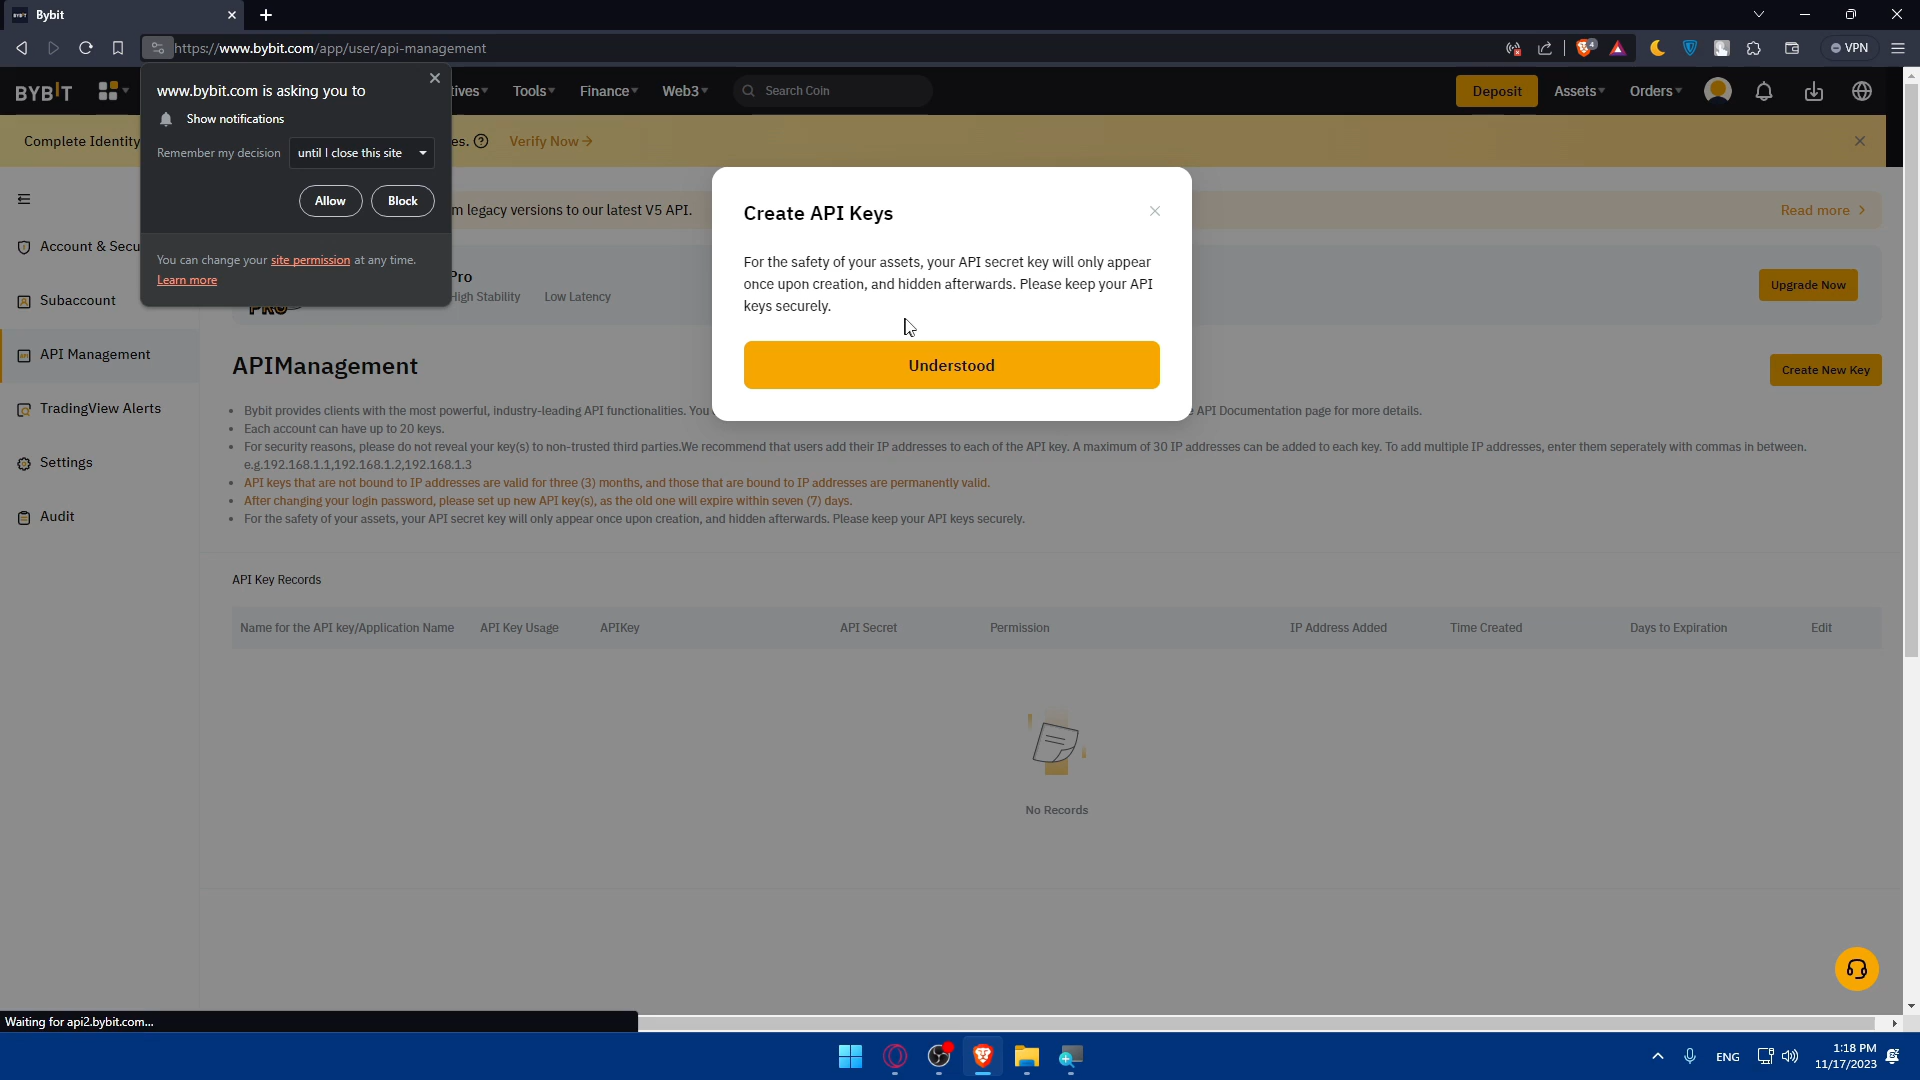 Bybit
https://www.bybit.com/app/user/api-management
VPN
www.bybit.com is asking you to
Show notifications
Remember my decision
until I close this site
Allow
Block
You can change your site permission at any time.
Learn more
BYBIT
Tools
Finance
Web3
Search Coin
Deposit
Assets
Orders
Complete Identity
es.
Verify Now
m legacy versions to our latest V5 API.
Read more
Account & Secu
Subaccount
API Management
TradingView Alerts
Settings
Audit
Pro
High Stability
Low Latency
Upgrade Now
Create API Keys
For the safety of your assets, your API secret key will only appear
once upon creation, and hidden afterwards. Please keep your API
keys securely.
Understood
APIManagement
Create New Key
Bybit provides clients with the most powerful, industry-leading API functionalities. You
API Documentation page for more details.
Each account can have up to 20 keys.
For security reasons, please do not reveal your key(s) to non-trusted third parties.We recommend that users add their IP addresses to each of the API key. A maximum of 30 IP addresses can be added to each key. To add multiple IP addresses, enter them seperately with commas in between.
e.g.192.168.1.1,192.168.1.2,192.168.1.3
API keys that are not bound to IP addresses are valid for three (3) months, and those that are bound to IP addresses are permanently valid.
After changing your login password, please set up new API key(s), as the old one will expire within seven (7) days.
For the safety of your assets, your API secret key will only appear once upon creation, and hidden afterwards. Please keep your API keys securely.
API Key Records
Name for the API key/Application Name
API Key Usage
APIKey
API Secret
Permission
IP Address Added
Time Created
Days to Expiration
Edit
No Records
Waiting for api2.bybit.com...
ENG
1:18 PM
11/17/2023